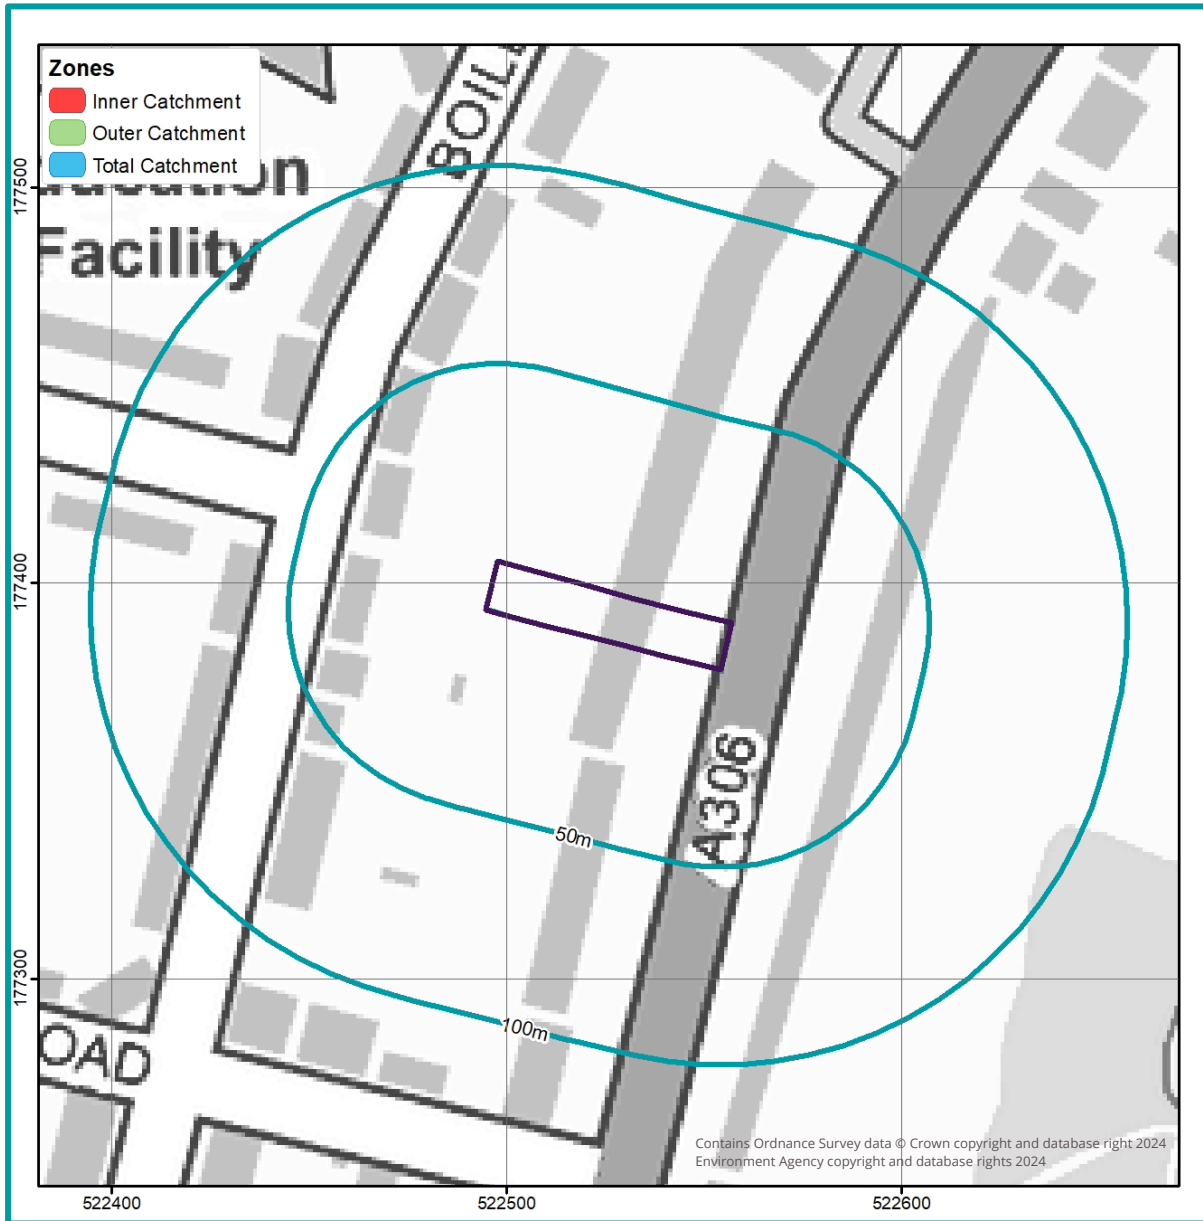 Zones
Inner Catchment
Outer Catchment
Total Catchment
Facility
A306
50m
100m
OAD
177500
177400
177300
522400
522500
522600
Contains Ordnance Survey data © Crown copyright and database right 2024
Environment Agency copyright and database rights 2024